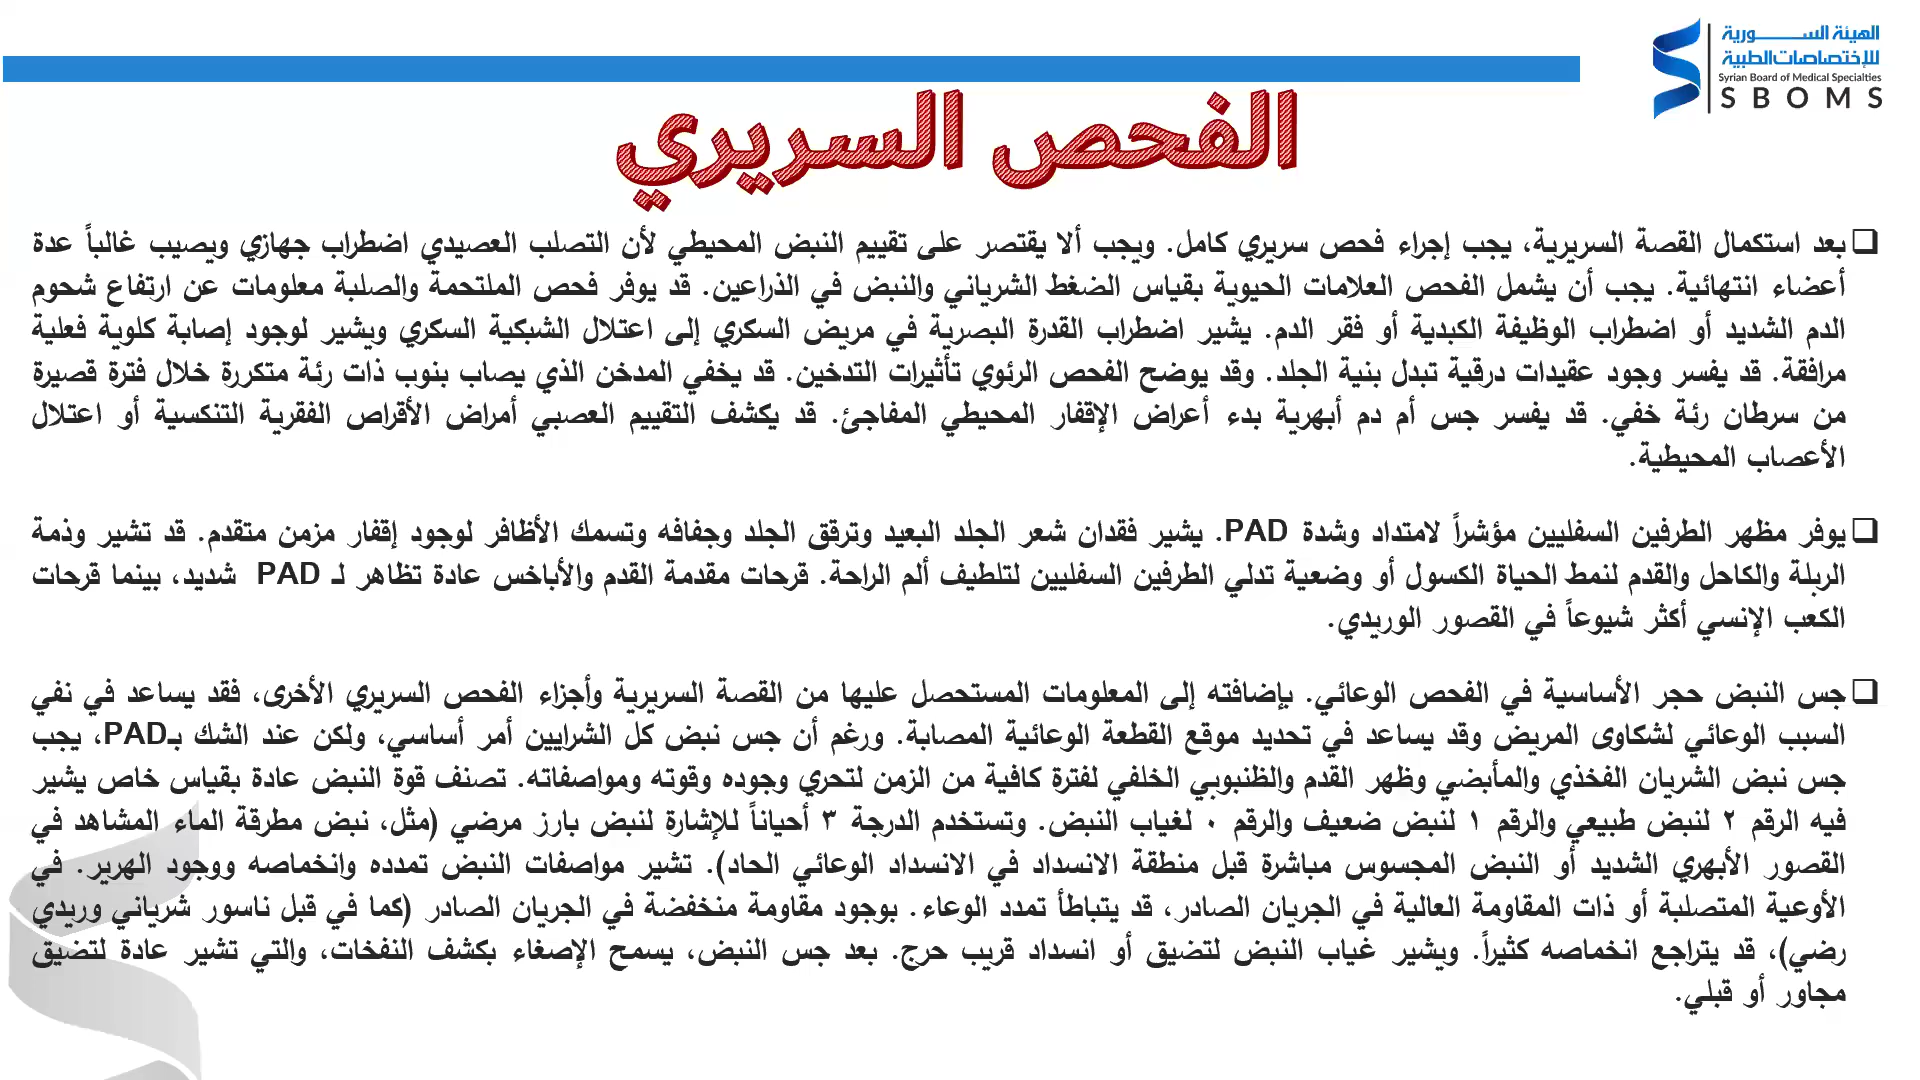 الهيئة السورية
للإختصاصات الطبية
Syrian Board of Medical Specialties
SBOMS
الفحص السريري
❑ بعد استكمال القصة السريرية، يجب إجراء فحص سريري كامل. ويجب ألا يقتصر على تقييم النبض المحيطي لأن التصلب العصيدي اضطراب جهازي ويصيب غالباً عدة
أعضاء انتهائية. يجب أن يشمل الفحص العلامات الحيوية بقياس الضغط الشرياني والنبض في الذراعين. قد يوفر فحص الملتحمة والصلبة معلومات عن ارتفاع شحوم
الدم الشديد أو اضطراب الوظيفة الكبدية أو فقر الدم. يشير اضطراب القدرة البصرية في مريض السكري إلى اعتلال الشبكية السكري ويشير لوجود إصابة كلوية فعلية
مرافقة. قد يفسر وجود عقيدات درقية تبدل بنية الجلد. وقد يوضح الفحص الرئوي تأثيرات التدخين. قد يخفي المدخن الذي يصاب بنوب ذات رئة متكررة خلال فترة قصيرة
من سرطان رئة خفي. قد يفسر جس أم دم أبهرية بدء أعراض الإقفار المحيطي المفاجئ. قد يكشف التقييم العصبي أمراض الأقراص الفقرية التنكسية أو اعتلال
الأعصاب المحيطية.
❑ يوفر مظهر الطرفين السفليين مؤشراً لامتداد وشدة PAD. يشير فقدان شعر الجلد البعيد وترقق الجلد وجفافه وتسمك الأظافر لوجود إقفار مزمن متقدم. قد تشير وذمة
الربلة والكاحل والقدم لنمط الحياة الكسول أو وضعية تدلي الطرفين السفليين لتلطيف ألم الراحة. قرحات مقدمة القدم والأباخس عادة تظاهر لـ PAD شديد، بينما قرحات
الكعب الإنسي أكثر شيوعاً في القصور الوريدي.
❑ جس النبض حجر الأساسية في الفحص الوعائي. بإضافته إلى المعلومات المستحصل عليها من القصة السريرية وأجزاء الفحص السريري الأخرى، فقد يساعد في نفي
السبب الوعائي لشكاوى المريض وقد يساعد في تحديد موقع القطعة الوعائية المصابة. ورغم أن جس نبض كل الشرايين أمر أساسي، ولكن عند الشك بـPAD، يجب
جس نبض الشريان الفخذي والمأبضي وظهر القدم والظنبوبي الخلفي لفترة كافية من الزمن لتحري وجوده وقوته ومواصفاته. تصنف قوة النبض عادة بقياس خاص يشير
فيه الرقم ٢ لنبض طبيعي والرقم ١ لنبض ضعيف والرقم ٠ لغياب النبض. وتستخدم الدرجة ٣ أحياناً للإشارة لنبض بارز مرضي (مثل، نبض مطرقة الماء المشاهد في
القصور الأبهري الشديد أو النبض المجسوس مباشرة قبل منطقة الانسداد في الانسداد الوعائي الحاد). تشير مواصفات النبض تمدده وانخماصه ووجود الهرير. في
الأوعية المتصلبة أو ذات المقاومة العالية في الجريان الصادر، قد يتباطأ تمدد الوعاء. بوجود مقاومة منخفضة في الجريان الصادر (كما في قبل ناسور شرياني وريدي
رضي)، قد يتراجع انخماصه كثيراً. ويشير غياب النبض لتضيق أو انسداد قريب حرج. بعد جس النبض، يسمح الإصغاء بكشف النفخات، والتي تشير عادة لتضيق
مجاور أو قبلي.